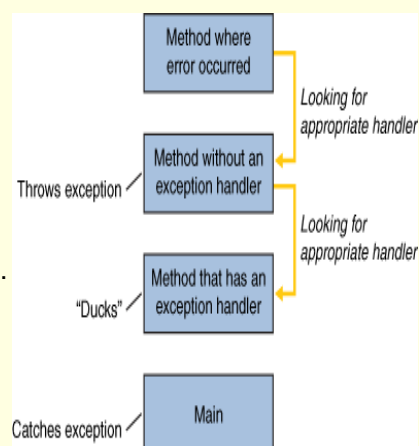 Method where
error occurred
Looking for
appropriate handler
Method without an
exception handler
Throws exception
Looking for
appropriate handler
.
Method that has an
exception handler
“Ducks”
Main
Catches exception